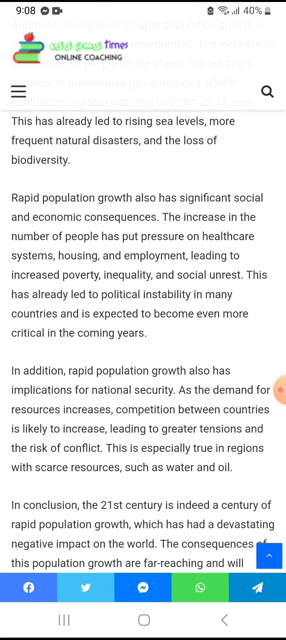 9:08
40%
times
ONLINE COACHING
This has already led to rising sea levels, more
frequent natural disasters, and the loss of
biodiversity.
Rapid population growth also has significant social
and economic consequences. The increase in the
number of people has put pressure on healthcare
systems, housing, and employment, leading to
increased poverty, inequality, and social unrest. This
has already led to political instability in many
countries and is expected to become even more
critical in the coming years.
In addition, rapid population growth also has
implications for national security. As the demand for
resources increases, competition between countries
is likely to increase, leading to greater tensions and
the risk of conflict. This is especially true in regions
with scarce resources, such as water and oil.
In conclusion, the 21st century is indeed a century of
rapid population growth, which has had a devastating
negative impact on the world. The consequences of
this population growth are far-reaching and will